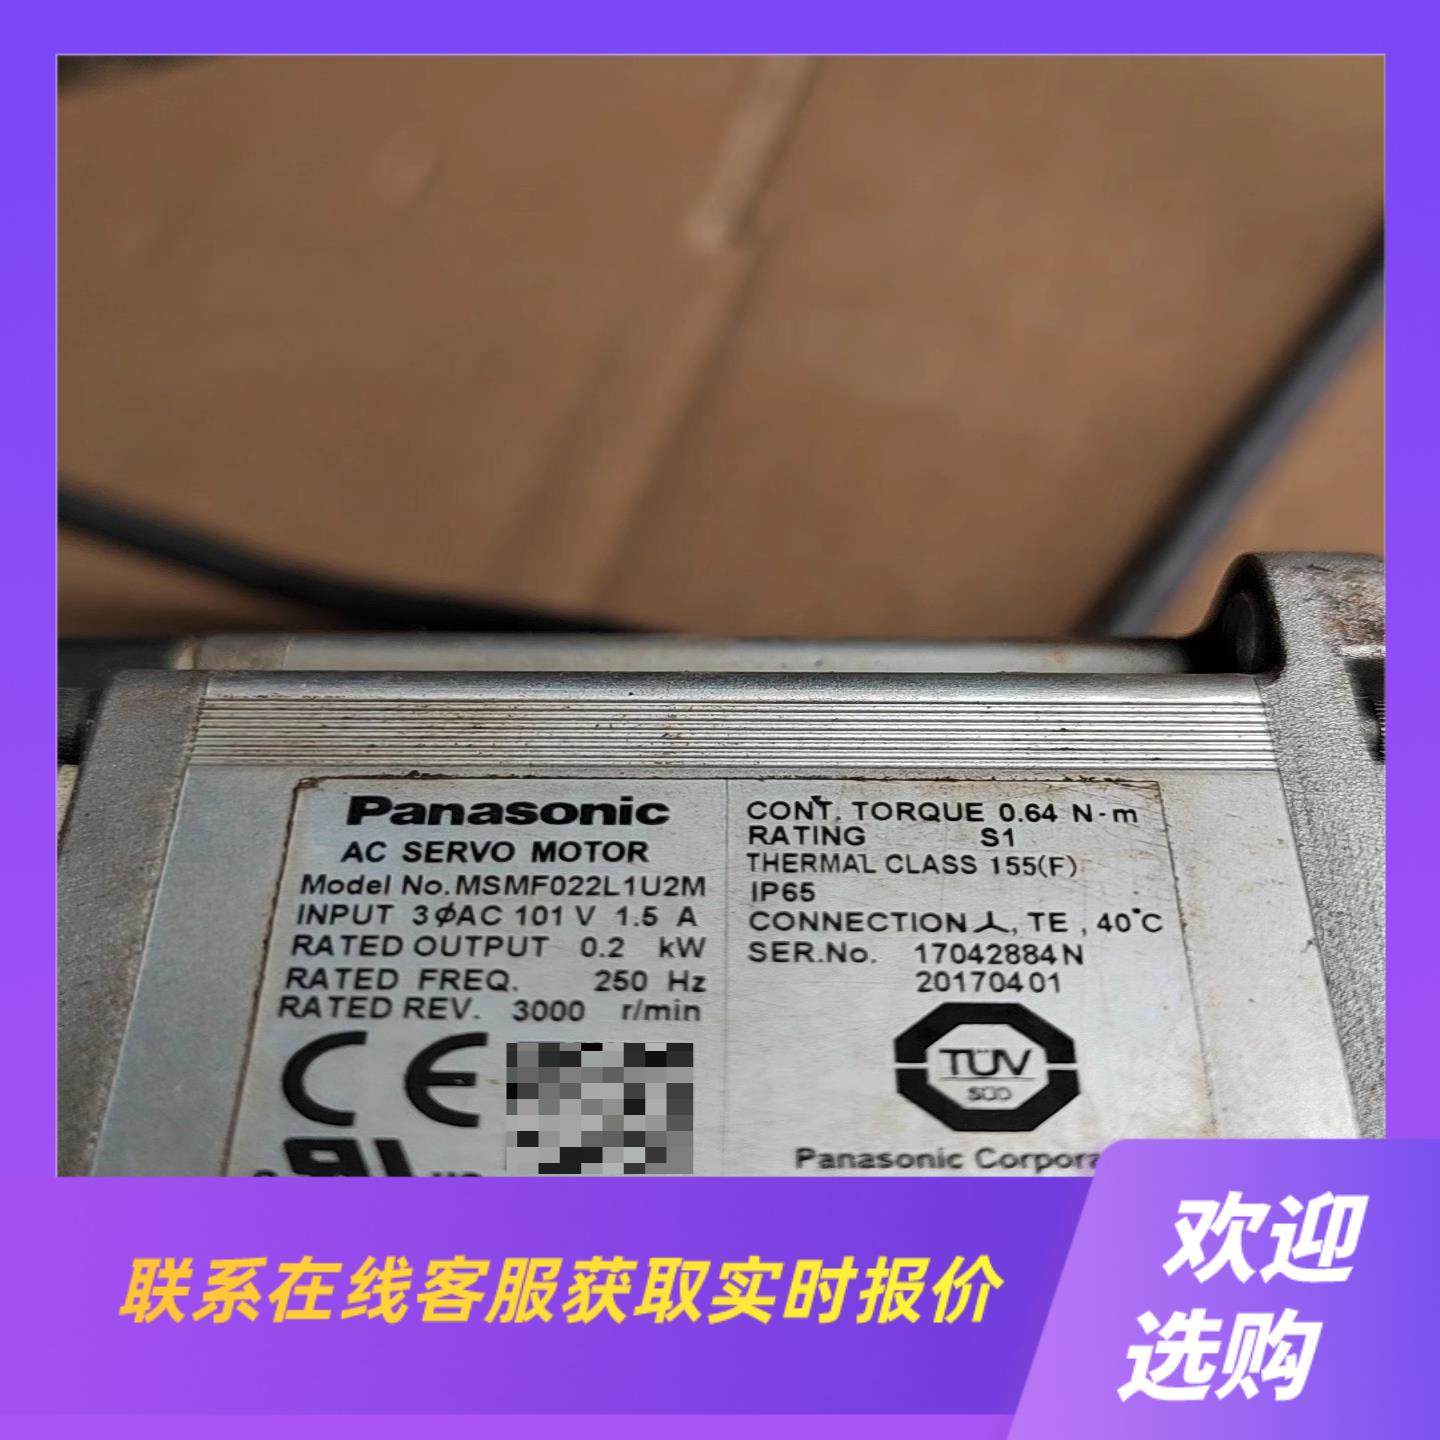 Panasonic
AC SERVO MOTOR
Model No. MSMF022L1U2M
INPUT 3ϕAC 101 V 1.5 A
RATED OUTPUT 0.2 kW
RATED FREQ. 250 Hz
RATED REV. 3000 r/min
CE
CONT. TORQUE 0.64 N·m
RATING S1
THERMAL CLASS 155(F)
IP65
CONNECTION 人, TE, 40°C
SER.No. 17042884N
20170401
TÜV
SÜD
Panasonic
联系在线客服获取实时报价
欢迎
选购